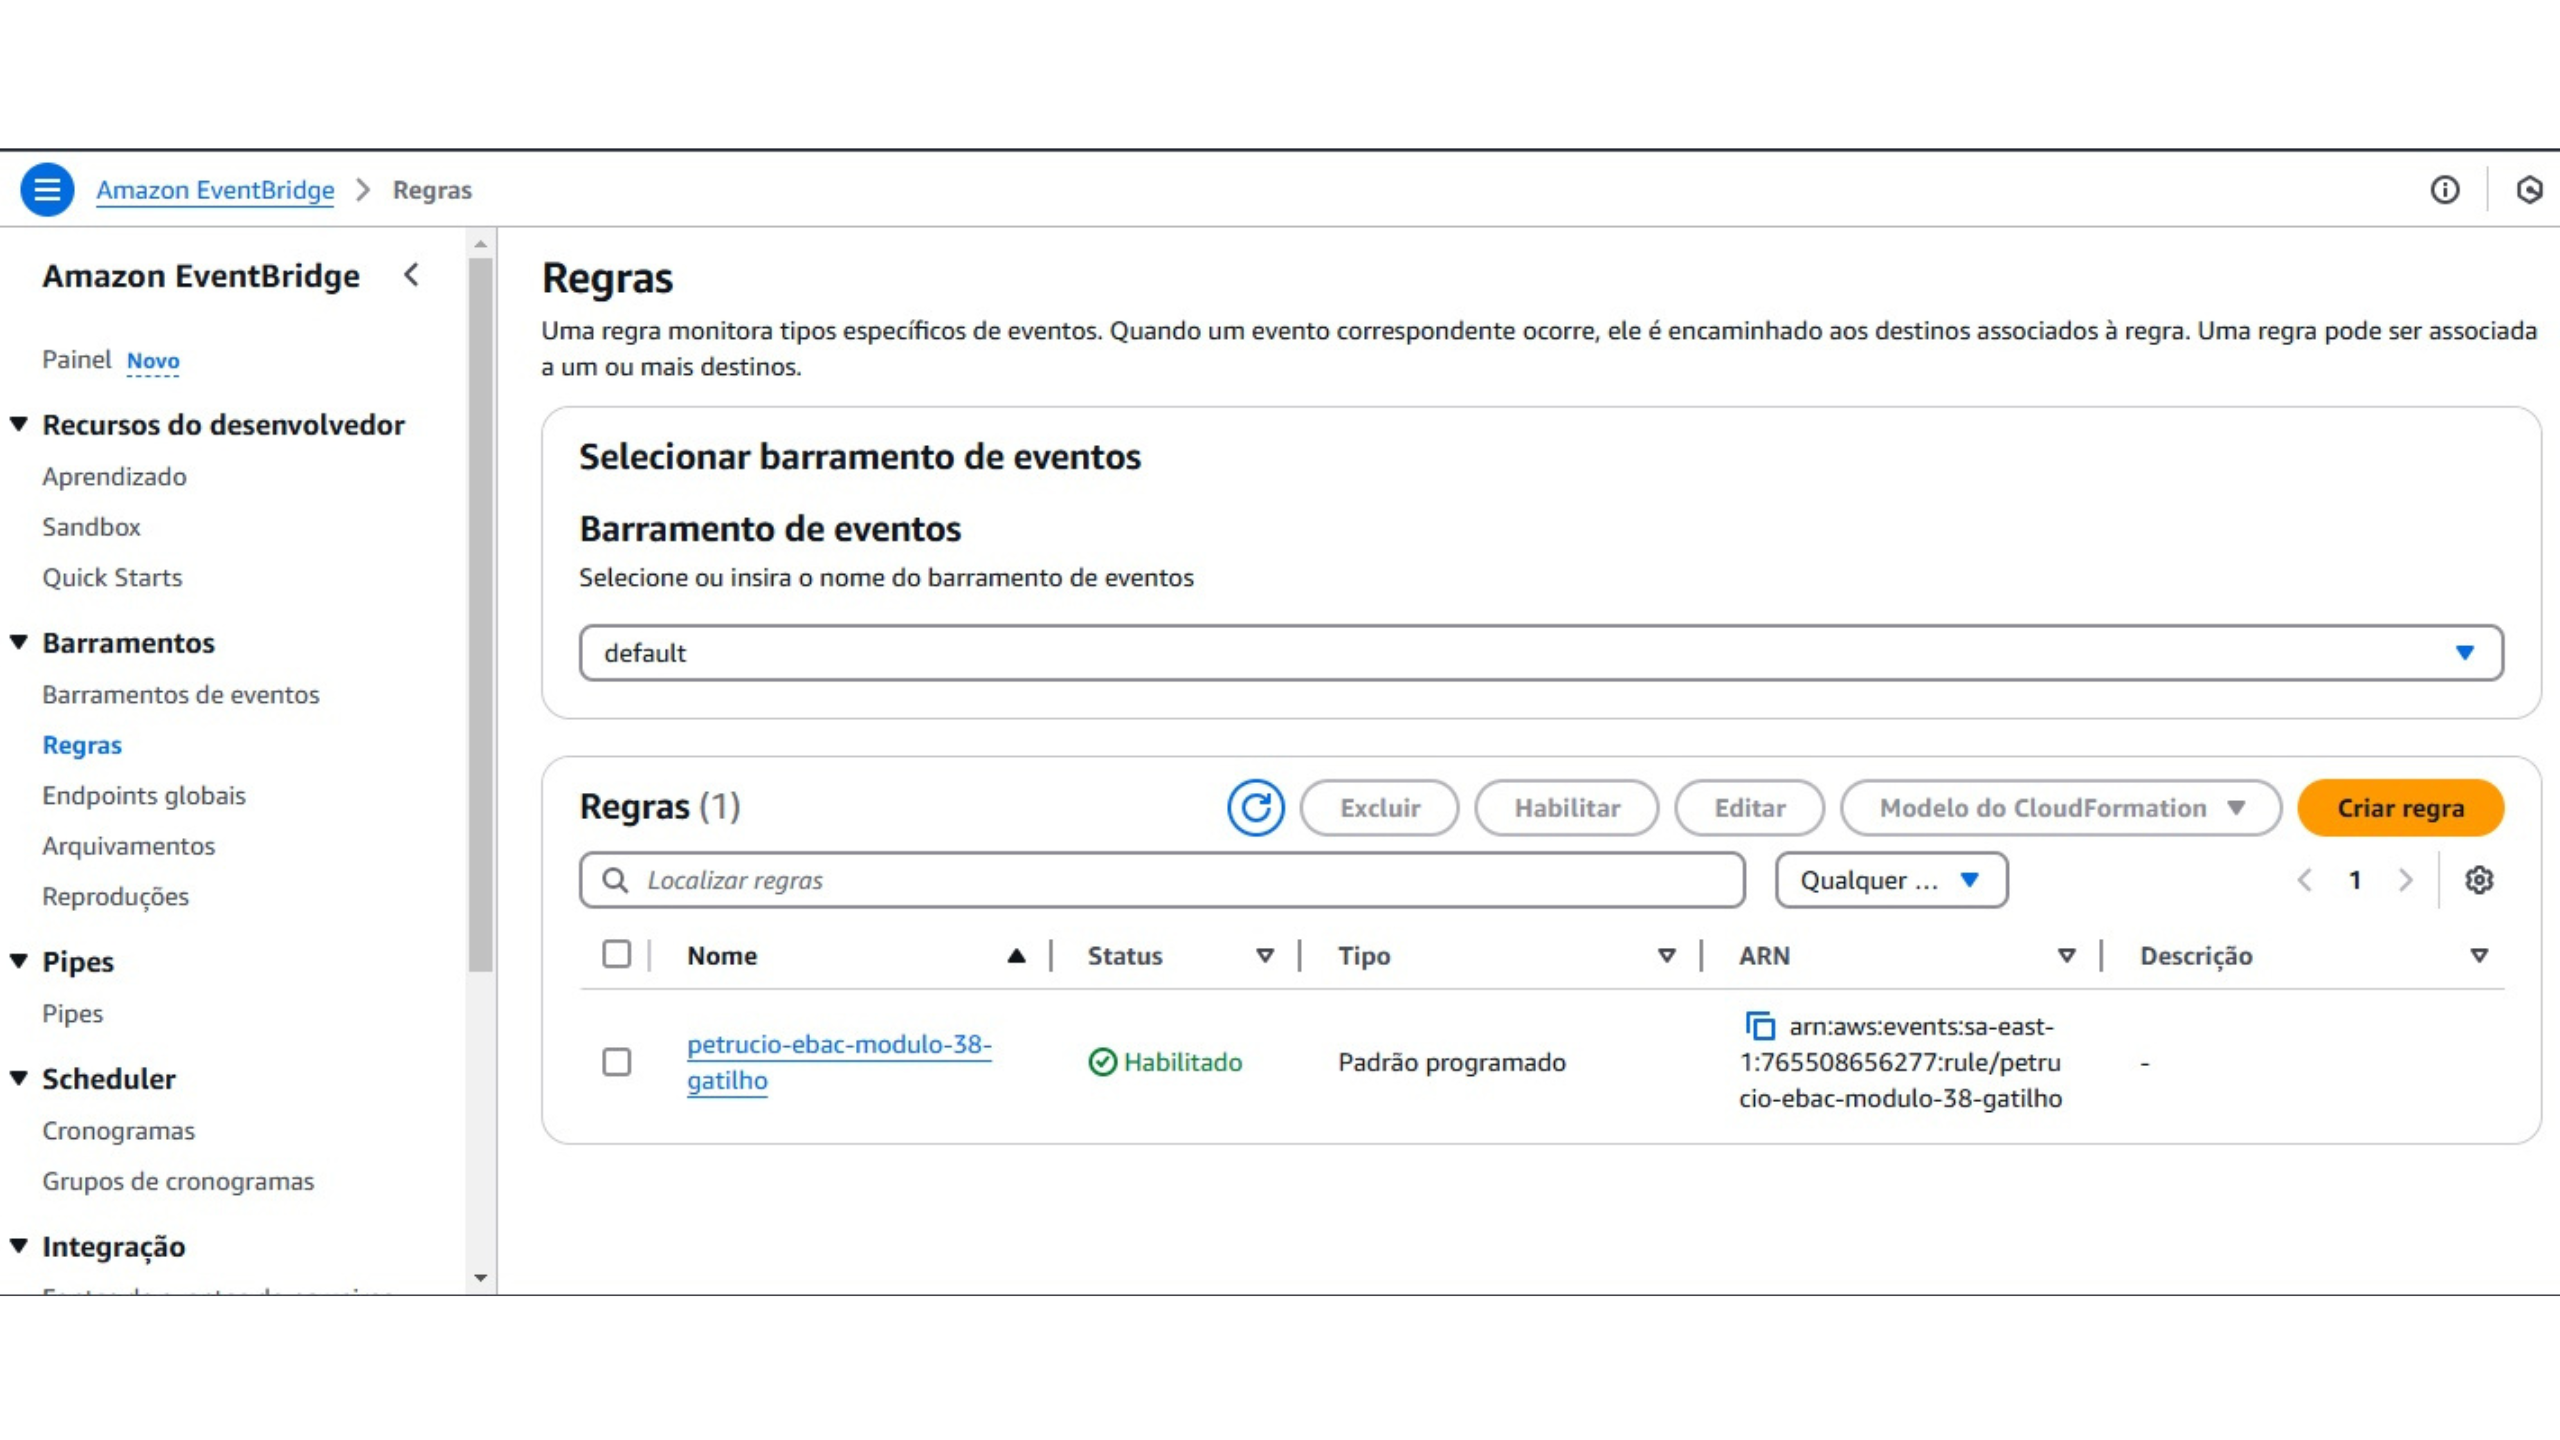 Amazon EventBridge > Regras
Amazon EventBridge
Painel Novo
Recursos do desenvolvedor
Aprendizado
Sandbox
Quick Starts
Barramentos
Barramentos de eventos
Regras
Endpoints globais
Arquivamentos
Reproduções
Pipes
Pipes
Scheduler
Cronogramas
Grupos de cronogramas
Integração
Regras
Uma regra monitora tipos específicos de eventos. Quando um evento correspondente ocorre, ele é encaminhado aos destinos associados à regra. Uma regra pode ser associada
a um ou mais destinos.
Selecionar barramento de eventos
Barramento de eventos
Selecione ou insira o nome do barramento de eventos
default
Regras (1) Excluir Habilitar Editar Modelo do CloudFormation Criar regra
Localizar regras Qualquer ... 1
Nome Status Tipo ARN Descrição
petrucio-ebac-modulo-38-
gatilho
Habilitado
Padrão programado
arn:aws:events:sa-east-
1:765508656277:rule/petru
cio-ebac-modulo-38-gatilho
-